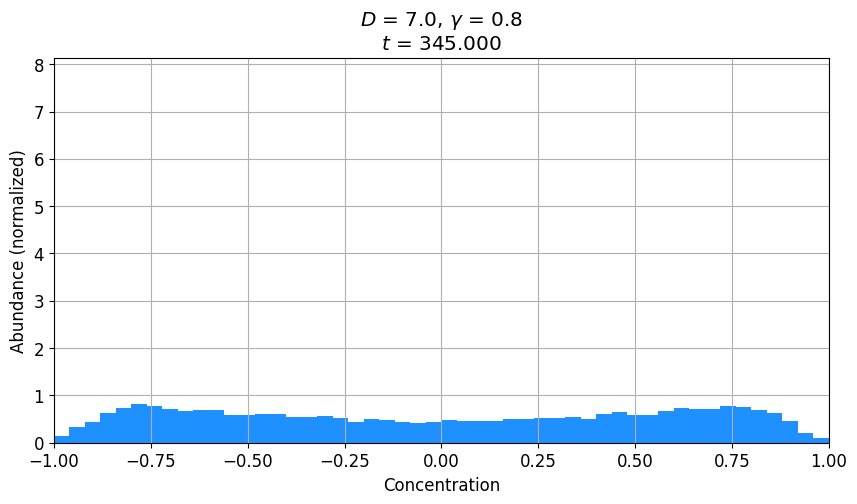 D = 7.0, γ = 0.8
t = 345.000
Abundance (normalized)
8
7
6
5
4
3
2
1
0
−1.00 −0.75 −0.50 −0.25 0.00 0.25 0.50 0.75 1.00
Concentration